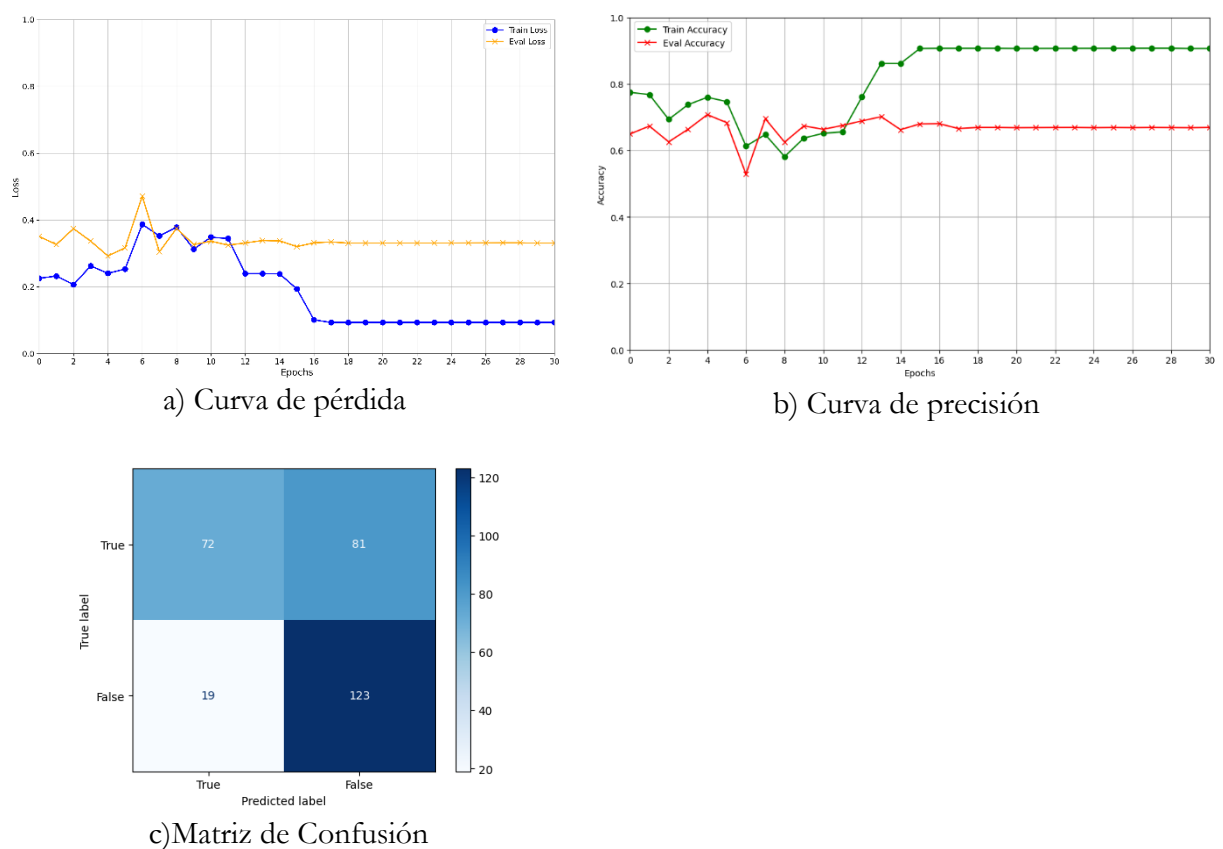 1.0
0.8
0.6
0.4
0.2
0.0
Loss
Train Loss
Eval Loss
0 2 4 6 8 10 12 14 16 18 20 22 24 26 28 30
Epochs
a) Curva de pérdida
1.0
0.8
0.6
0.4
0.2
0.0
Accuracy
Train Accuracy
Eval Accuracy
0 2 4 6 8 10 12 14 16 18 20 22 24 26 28 30
Epochs
b) Curva de precisión
True label
True
False
72 81
19 123
True False
Predicted label
120
100
80
60
40
20
c)Matriz de Confusión